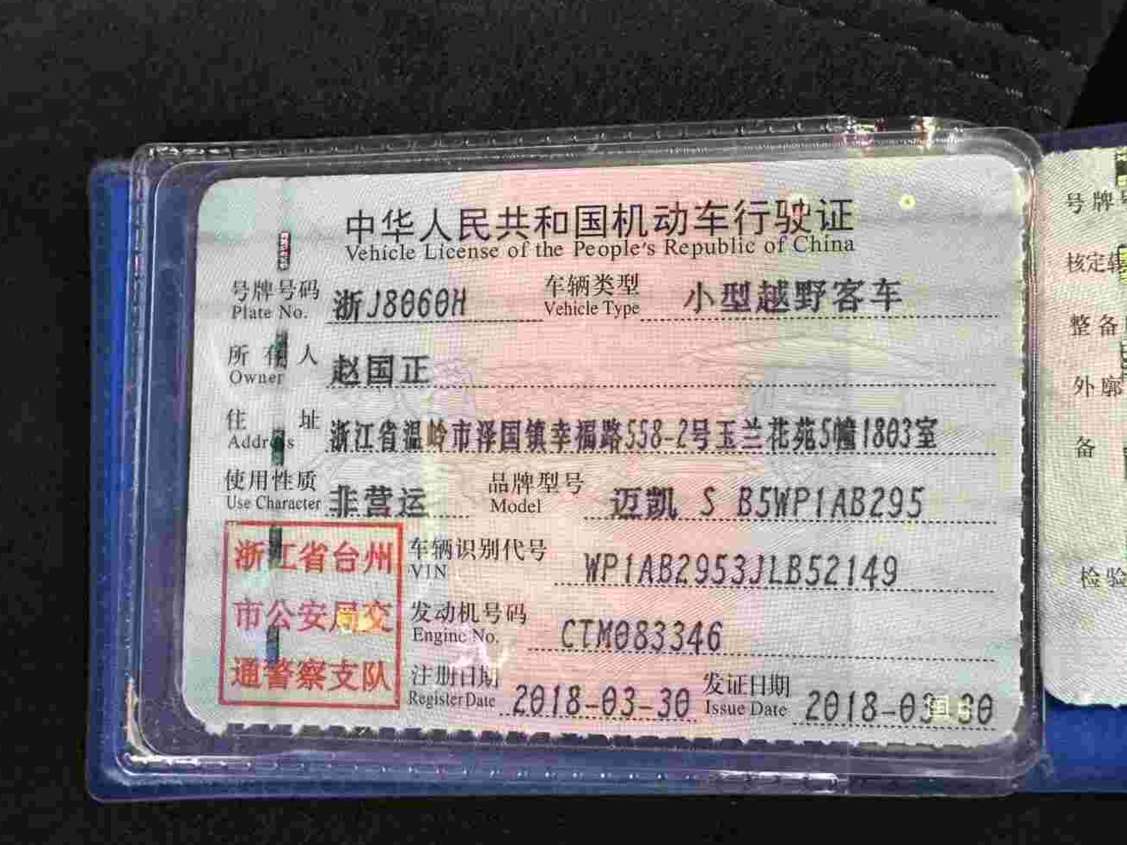 中华人民共和国机动车行驶证
Vehicle License of the People's Republic of China
号牌号码 浙J8060H 车辆类型 小型越野客车
Plate No. Vehicle Type
所有人 赵国正
Owner
住址 浙江省温岭市泽国镇幸福路558-2号玉兰花苑5幢1803室
Address
使用性质 非营运 品牌型号 迈凯 S B5WP1AB295
Use Character Model
浙江省台州
市公安局交
通警察支队
车辆识别代号 WP1AB2953JLB52149
VIN
发动机号码 CTM083346
Engine No.
注册日期 2018-03-30 发证日期 2018-03-30
Register Date Issue Date
号牌
核定
整备
外廓
备
检验